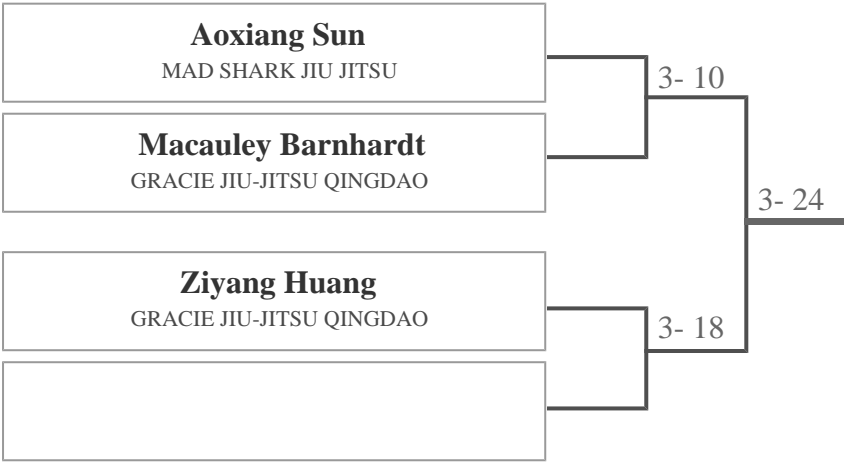 Aoxiang Sun
MAD SHARK JIU JITSU
3- 10
Macauley Barnhardt
GRACIE JIU-JITSU QINGDAO
3- 24
Ziyang Huang
GRACIE JIU-JITSU QINGDAO
3- 18